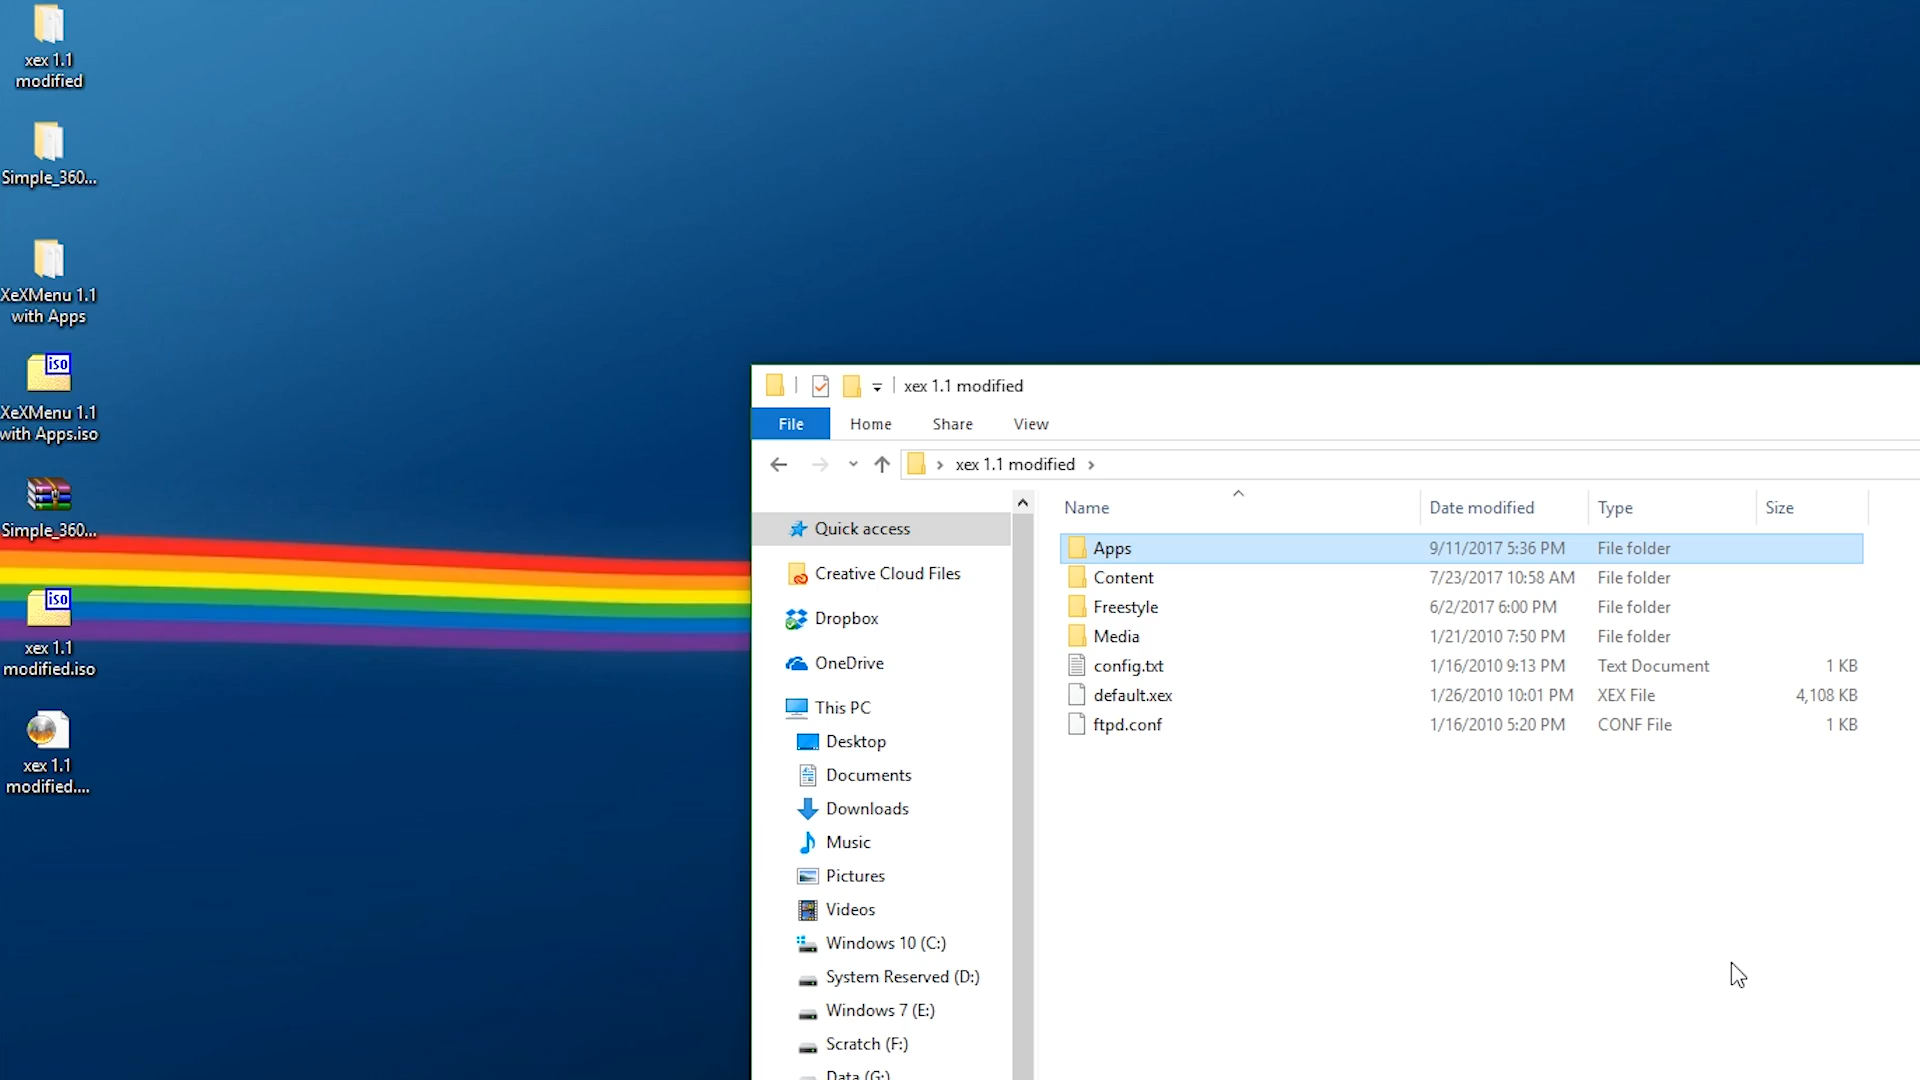 xex 1.1
modified
Simple_360...
XeXMenu 1.1
with Apps
iso
XeXMenu 1.1
with Apps.iso
Simple_360...
iso
xex 1.1
modified.iso
xex 1.1
modified....
xex 1.1 modified
File Home Share View
xex 1.1 modified
Quick access
Creative Cloud Files
Dropbox
OneDrive
This PC
Desktop
Documents
Downloads
Music
Pictures
Videos
Windows 10 (C:)
System Reserved (D:)
Windows 7 (E:)
Scratch (F:)
Data (G:)
Name Date modified Type Size
Apps 9/11/2017 5:36 PM File folder
Content 7/23/2017 10:58 AM File folder
Freestyle 6/2/2017 6:00 PM File folder
Media 1/21/2010 7:50 PM File folder
config.txt 1/16/2010 9:13 PM Text Document 1 KB
default.xex 1/26/2010 10:01 PM XEX File 4,108 KB
ftpd.conf 1/16/2010 5:20 PM CONF File 1 KB